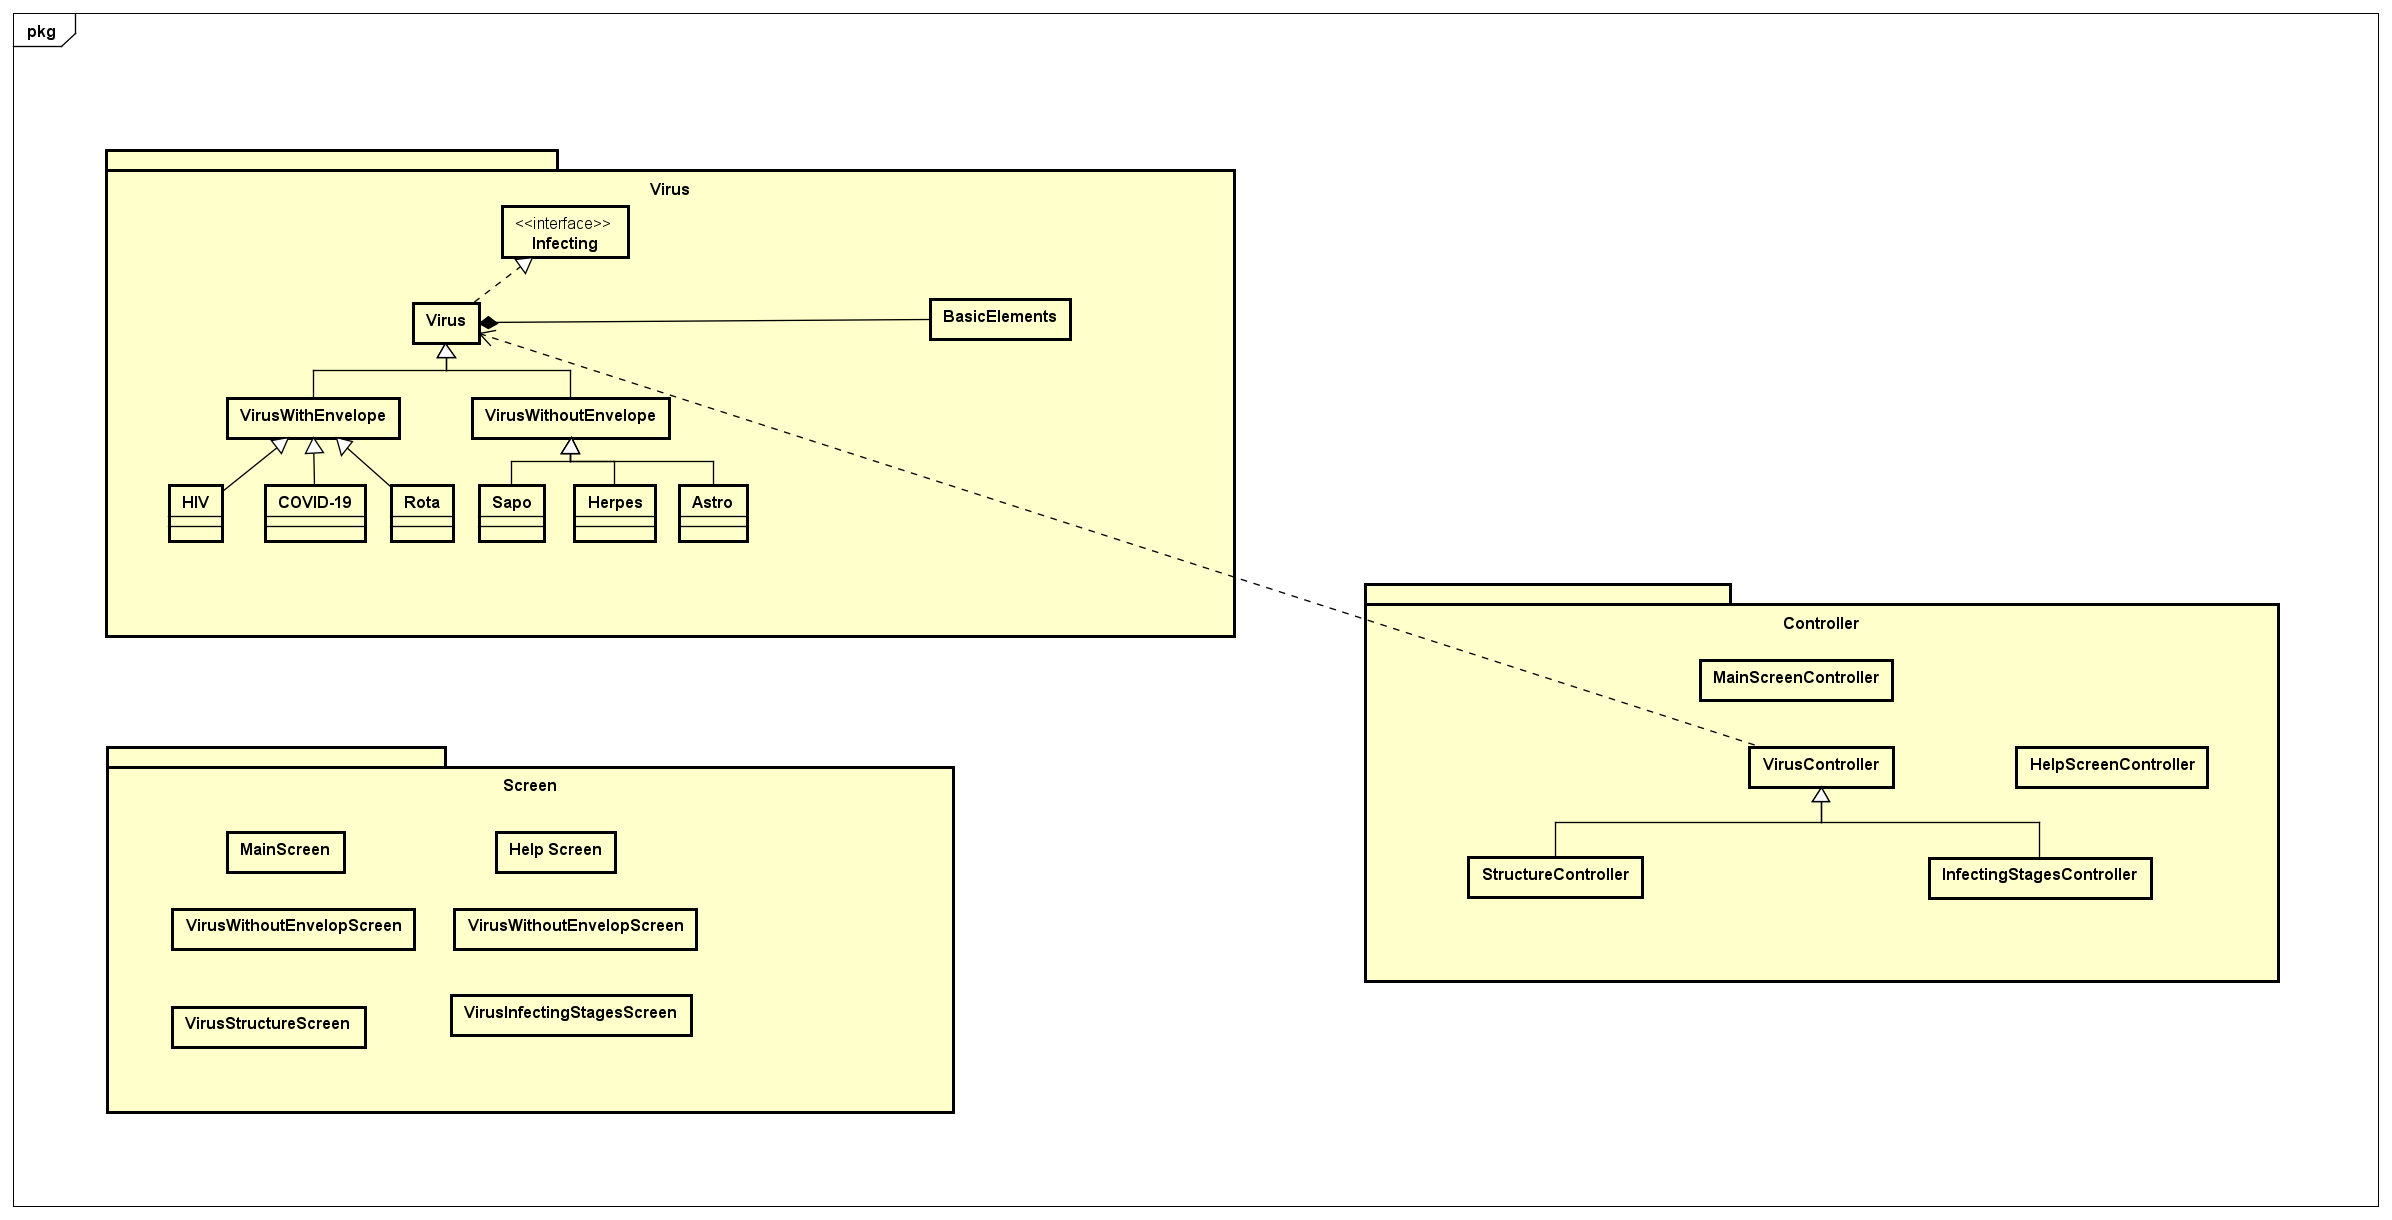 pkg
Virus
<<interface>>
Infecting
Virus
BasicElements
VirusWithEnvelope
VirusWithoutEnvelope
HIV
COVID-19
Rota
Sapo
Herpes
Astro
Controller
MainScreenController
VirusController
HelpScreenController
StructureController
InfectingStagesController
Screen
MainScreen
Help Screen
VirusWithoutEnvelopScreen
VirusWithoutEnvelopScreen
VirusStructureScreen
VirusInfectingStagesScreen